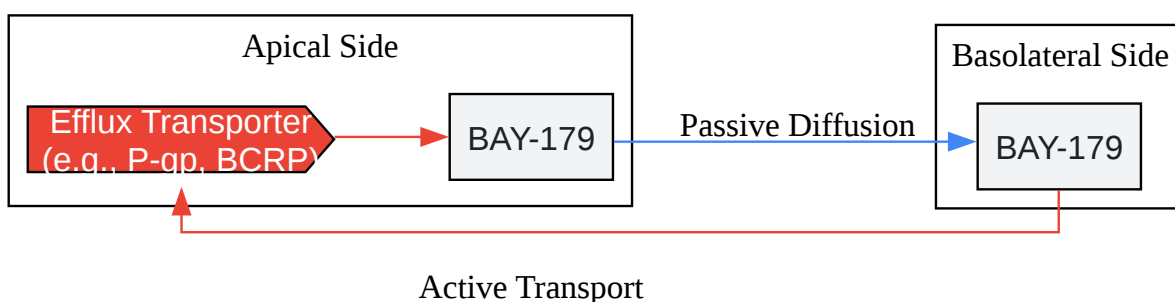 Apical Side
Efflux Transporter
(e.g., P-gp, BCRP)
BAY-179
Passive Diffusion
Basolateral Side
BAY-179
Active Transport